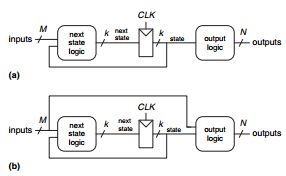 CLK
M next k next k N
inputs state state state output outputs
logic logic
(a)
CLK
M next k next k N
inputs state state state output outputs
logic logic
(b)